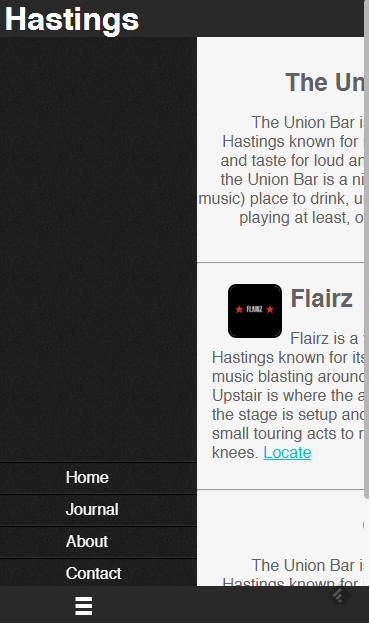 Hastings
The Un
The Union Bar is
Hastings known for
and taste for loud an
the Union Bar is a ni
music) place to drink, u
playing at least, o
FLAIRZ
Flairz
Flairz is a
Hastings known for its
music blasting around
Upstair is where the a
the stage is setup and
small touring acts to r
knees. Locate
Home
Journal
About
Contact
The Union Bar is
Hastings known for